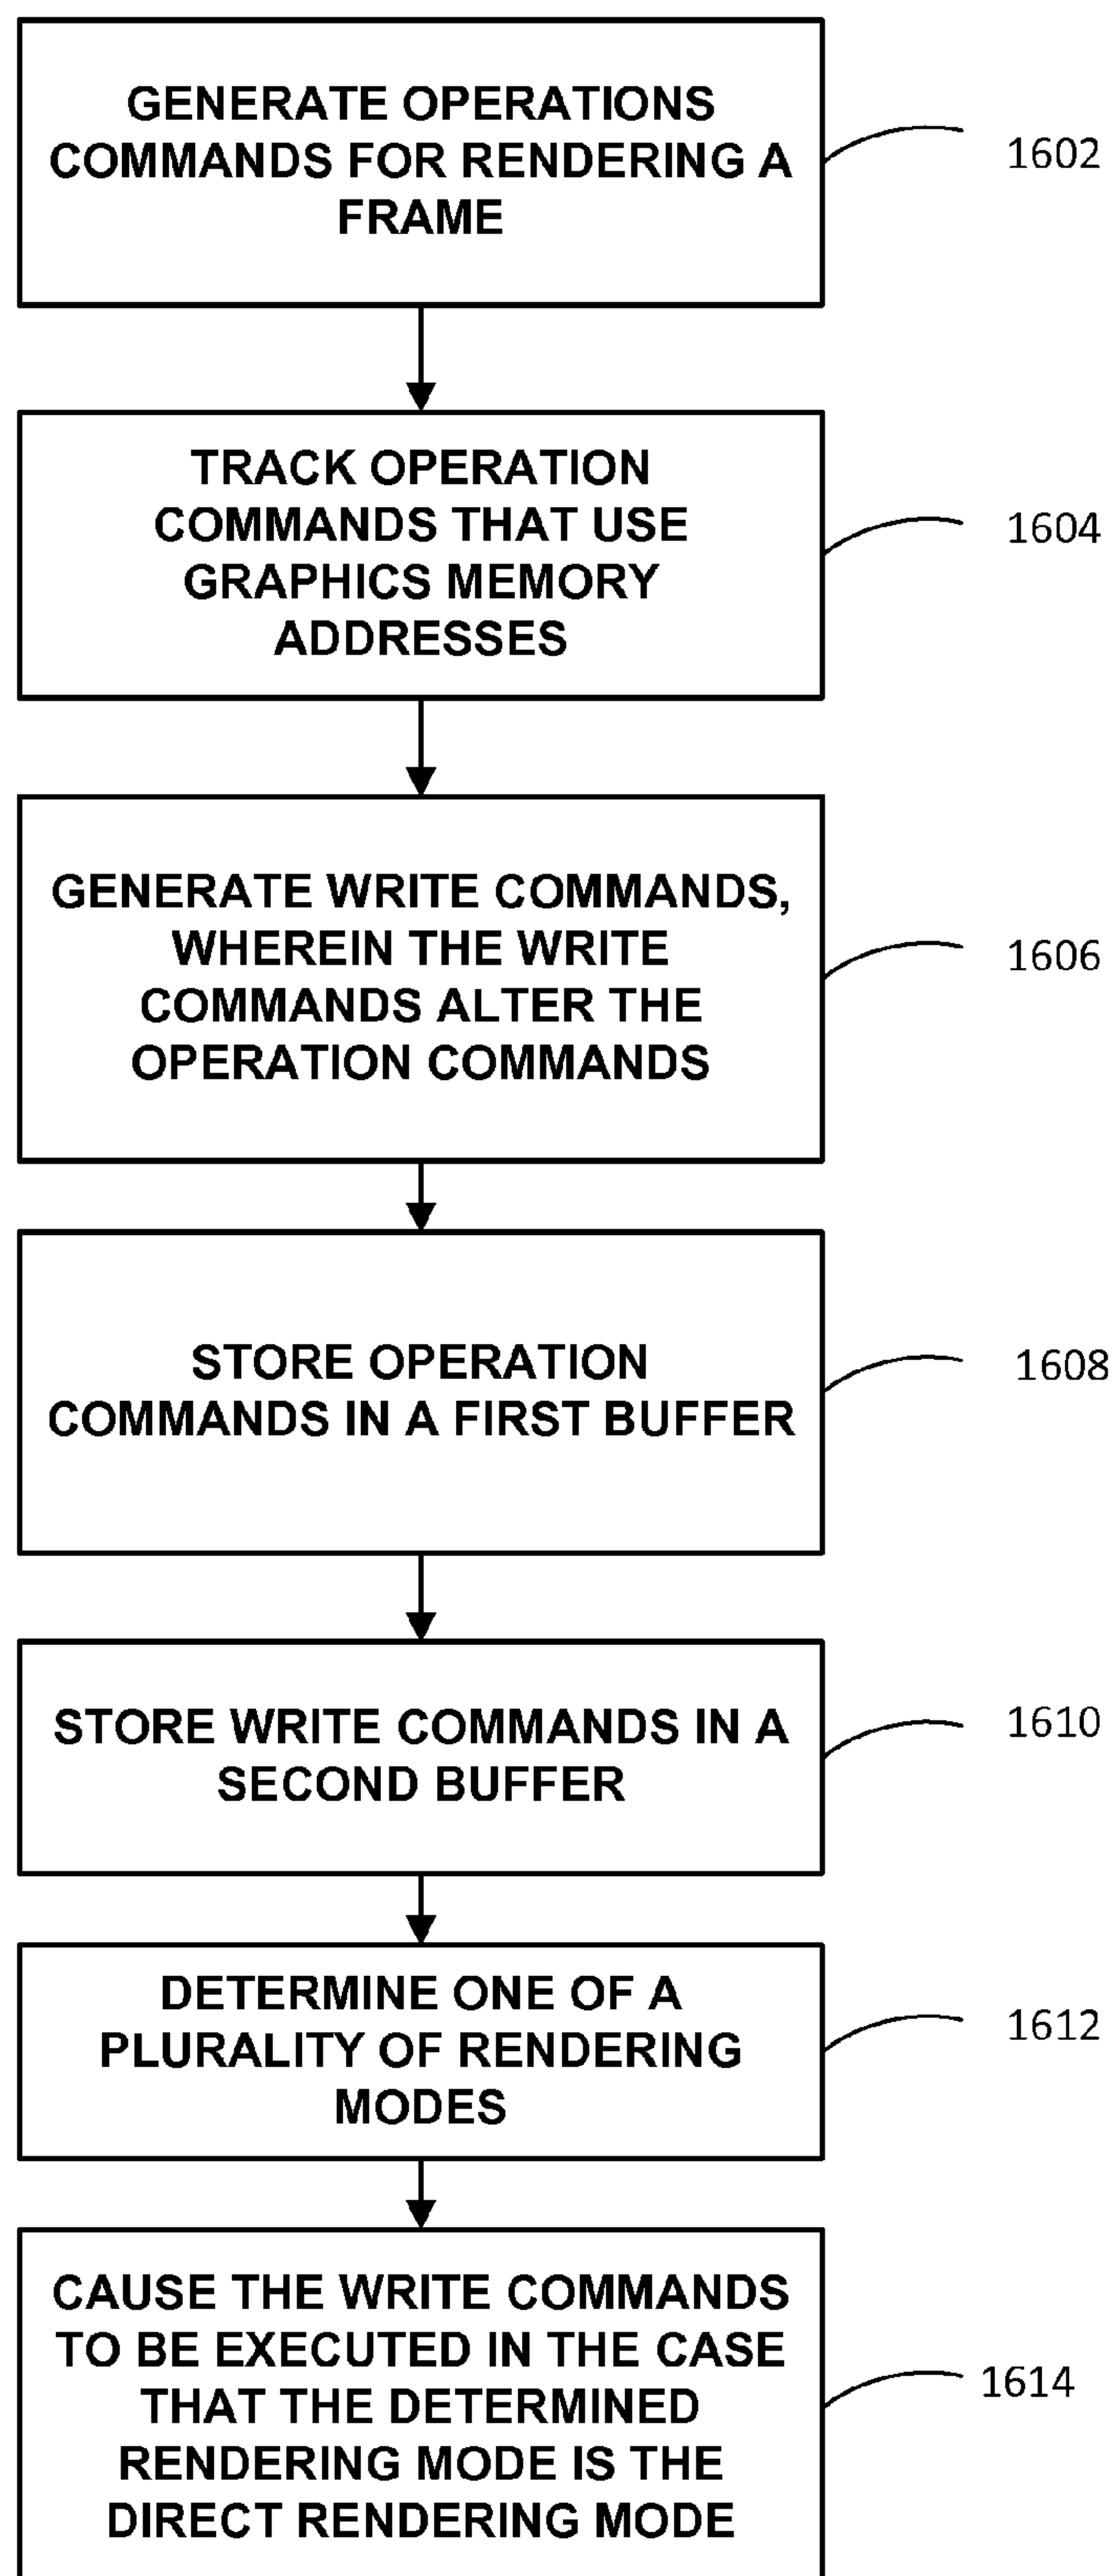 GENERATE OPERATIONS
COMMANDS FOR RENDERING A
FRAME
1602
TRACK OPERATION
COMMANDS THAT USE
GRAPHICS MEMORY
ADDRESSES
1604
GENERATE WRITE COMMANDS,
WHEREIN THE WRITE
COMMANDS ALTER THE
OPERATION COMMANDS
1606
STORE OPERATION
COMMANDS IN A FIRST BUFFER
1608
STORE WRITE COMMANDS IN A
SECOND BUFFER
1610
DETERMINE ONE OF A
PLURALITY OF RENDERING
MODES
1612
CAUSE THE WRITE COMMANDS
TO BE EXECUTED IN THE CASE
THAT THE DETERMINED
RENDERING MODE IS THE
DIRECT RENDERING MODE
1614